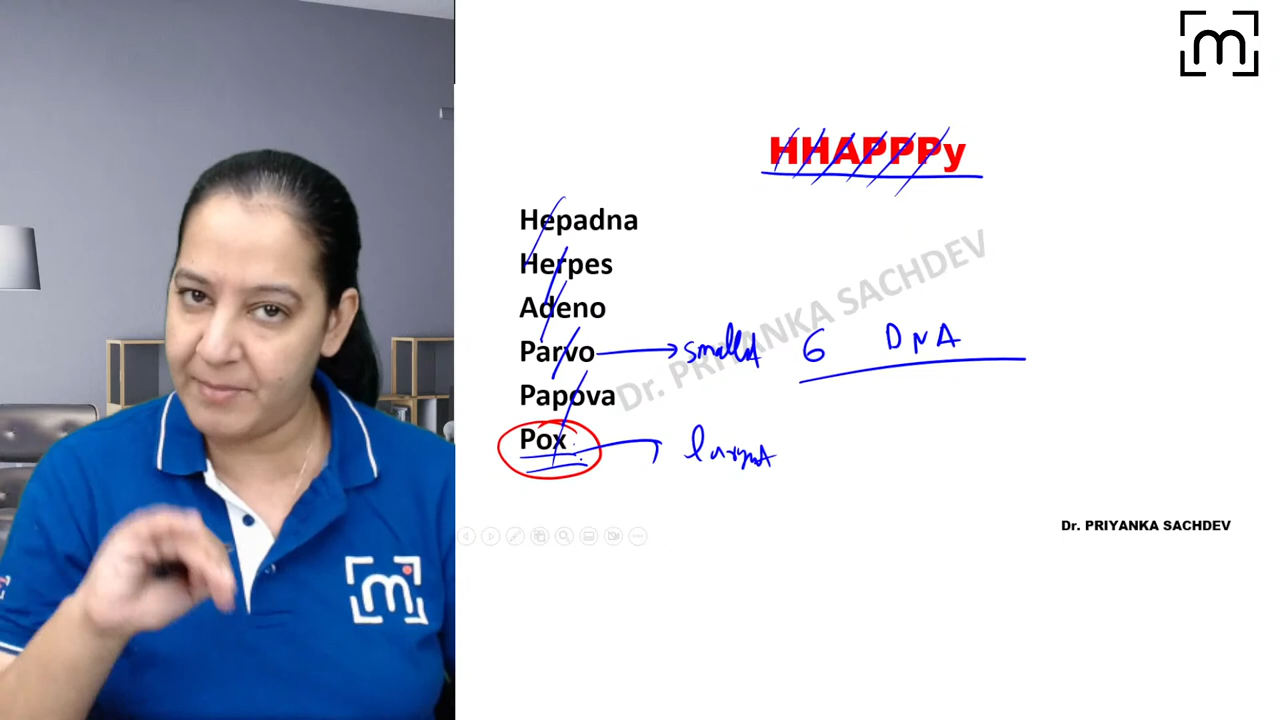 m
HHAPPPy
Hepadna
Herpes
Adeno
Parvo → smallest 6 DNA
Papova
Pox → largest
Dr. PRIYANKA SACHDEV
Dr. PRIYANKA SACHDEV
m